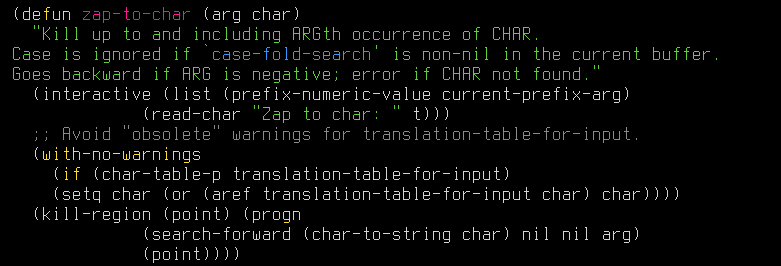 (defun zap-to-char (arg char)
  "Kill up to and including ARGth occurrence of CHAR.
Case is ignored if `case-fold-search' is non-nil in the current buffer.
Goes backward if ARG is negative; error if CHAR not found."
  (interactive (list (prefix-numeric-value current-prefix-arg)
             (read-char "Zap to char: " t)))
  ;; Avoid "obsolete" warnings for translation-table-for-input.
  (with-no-warnings
    (if (char-table-p translation-table-for-input)
    (setq char (or (aref translation-table-for-input char) char))))
  (kill-region (point) (progn
             (search-forward (char-to-string char) nil nil arg)
             (point))))